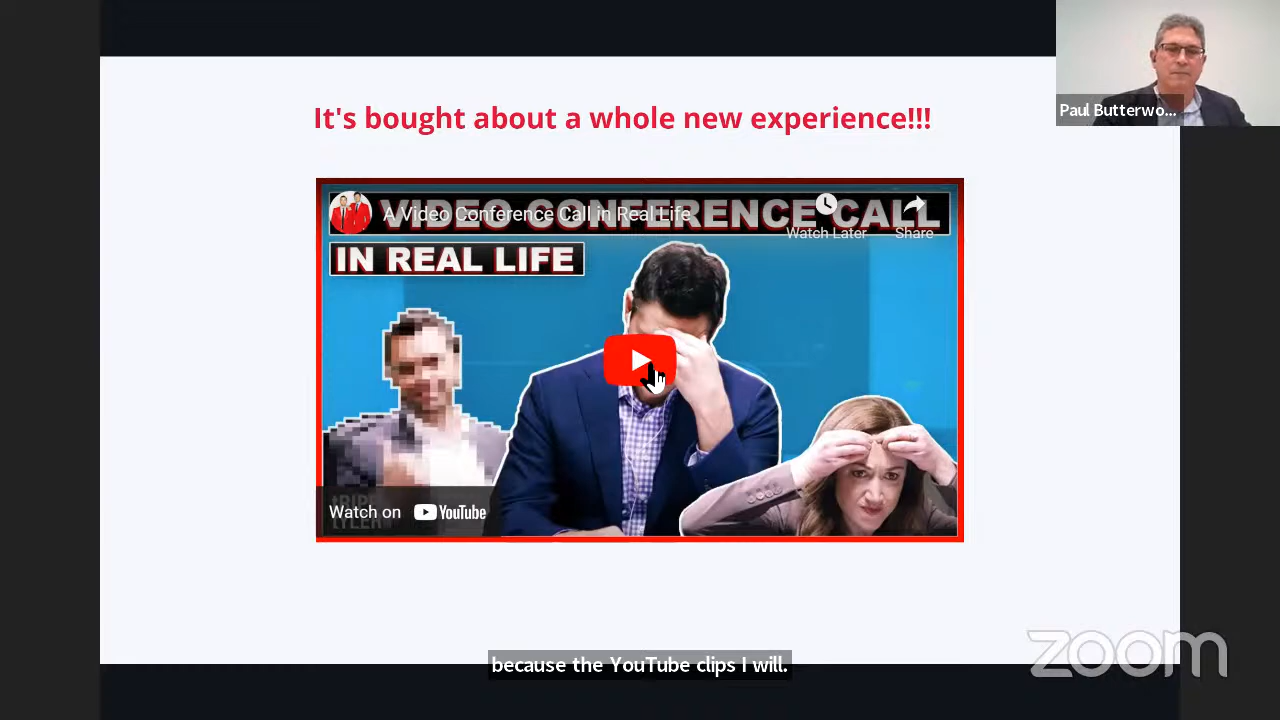 Paul Butterwo...
It's bought about a whole new experience!!!
A Video Conference Call in Real Life
VIDEO CONFERENCE CALL
IN REAL LIFE
Watch Later
Share
Watch on YouTube
because the YouTube clips I will.
zoom